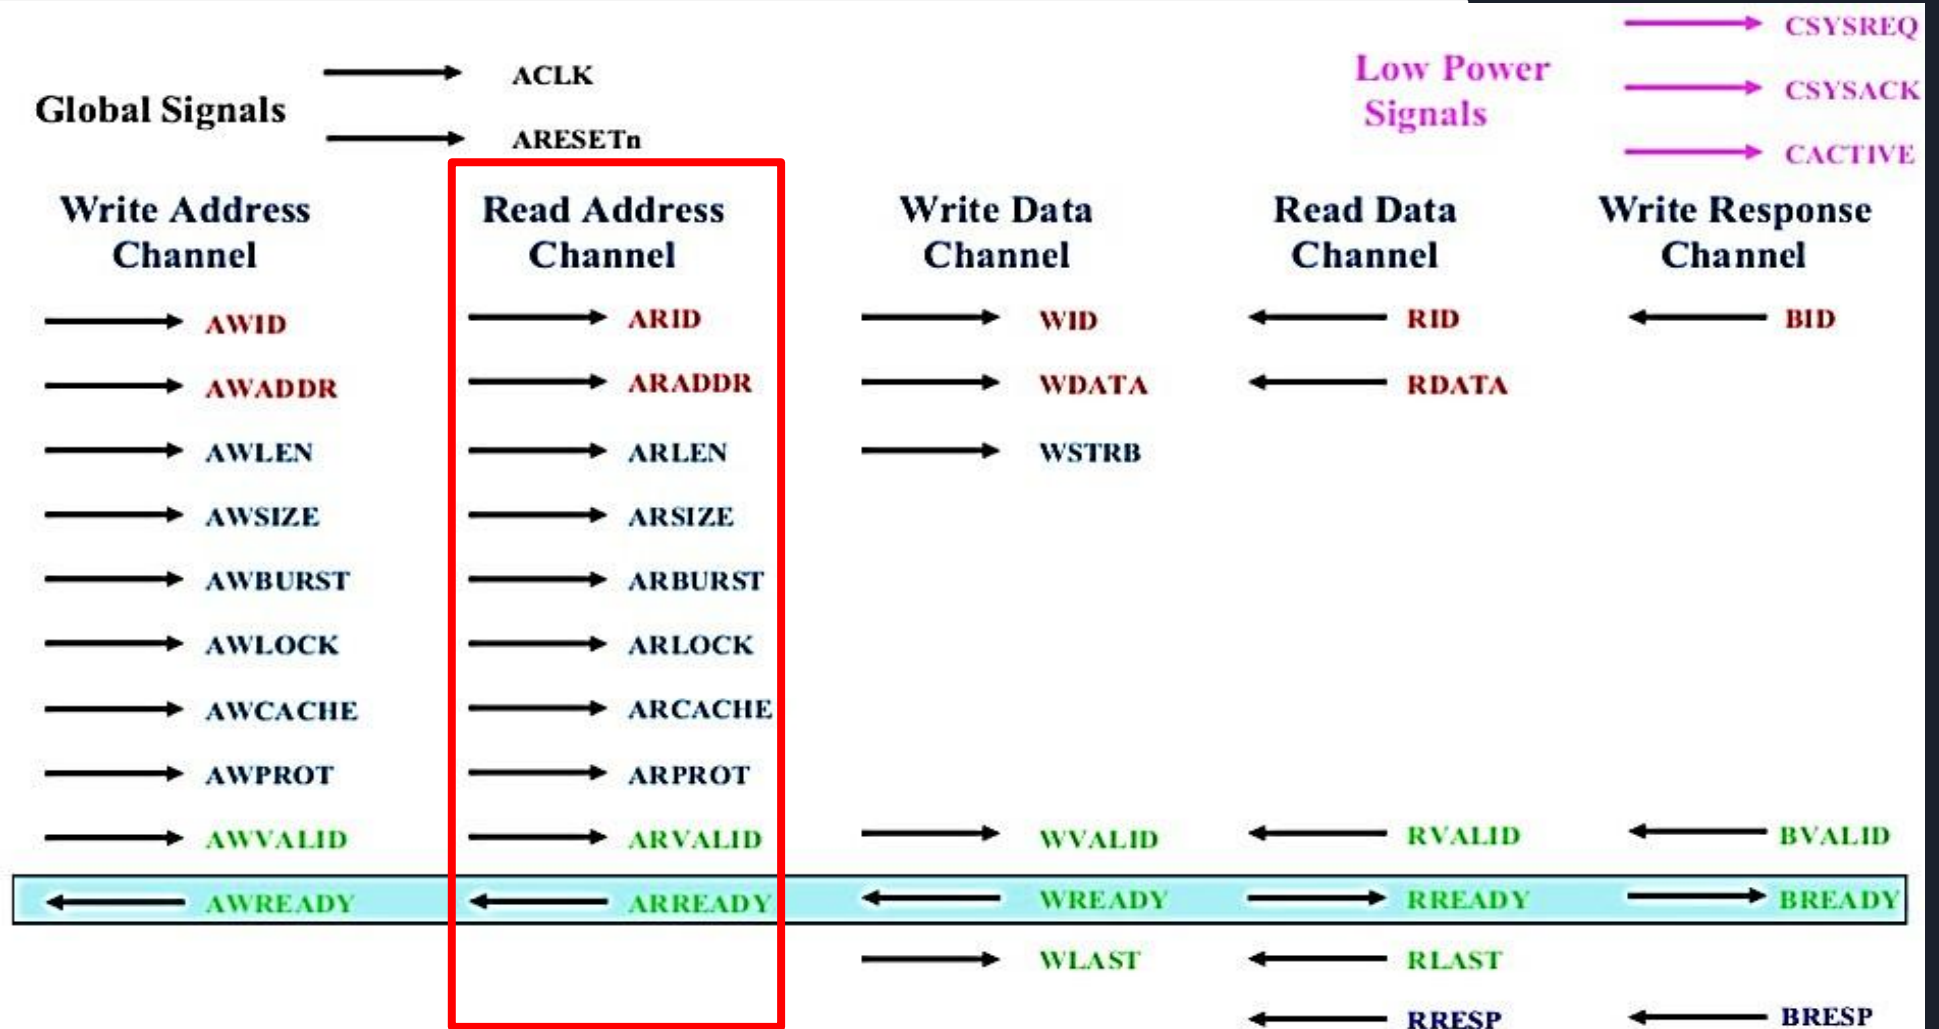 Global Signals
ACLK
ARESETn
Low Power
Signals
CSYSREQ
CSYSACK
CACTIVE
Write Address
Channel
AWID
AWADDR
AWLEN
AWSIZE
AWBURST
AWLOCK
AWCACHE
AWPROT
AWVALID
AWREADY
Read Address
Channel
ARID
ARADDR
ARLEN
ARSIZE
ARBURST
ARLOCK
ARCACHE
ARPROT
ARVALID
ARREADY
Write Data
Channel
WID
WDATA
WSTRB
WVALID
WREADY
WLAST
Read Data
Channel
RID
RDATA
RVALID
RREADY
RLAST
RRESP
Write Response
Channel
BID
BVALID
BREADY
BRESP